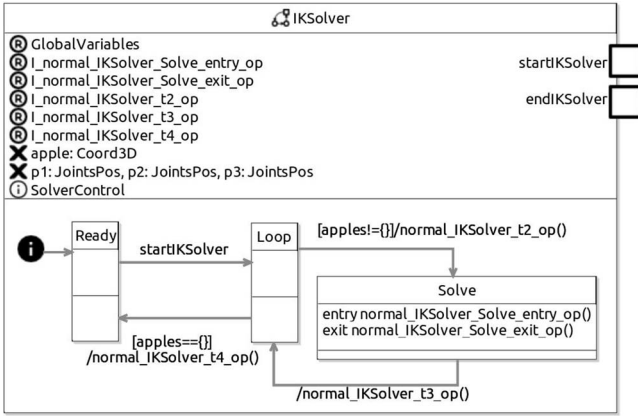 IKSolver
R GlobalVariables
R I_normal_IKSolver_Solve_entry_op
R I_normal_IKSolver_Solve_exit_op
R I_normal_IKSolver_t2_op
R I_normal_IKSolver_t3_op
R I_normal_IKSolver_t4_op
X apple: Coord3D
X p1: JointsPos, p2: JointsPos, p3: JointsPos
i SolverControl
startIKSolver
endIKSolver
i
Ready
startIKSolver
Loop
[apples!={}]/normal_IKSolver_t2_op()
Solve
entry normal_IKSolver_Solve_entry_op()
exit normal_IKSolver_Solve_exit_op()
[apples=={}]
/normal_IKSolver_t4_op()
/normal_IKSolver_t3_op()